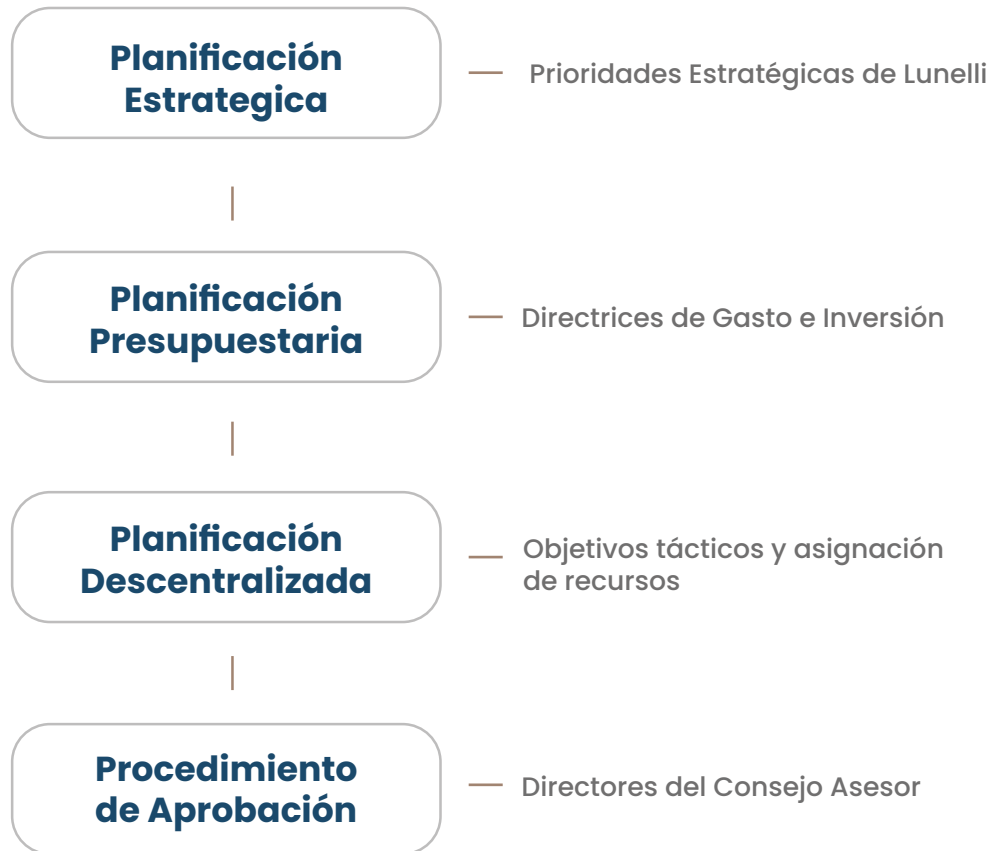 Planificación
Estrategica
Prioridades Estratégicas de Lunelli
Planificación
Presupuestaria
Directrices de Gasto e Inversión
Planificación
Descentralizada
Objetivos tácticos y asignación
de recursos
Procedimiento
de Aprobación
Directores del Consejo Asesor